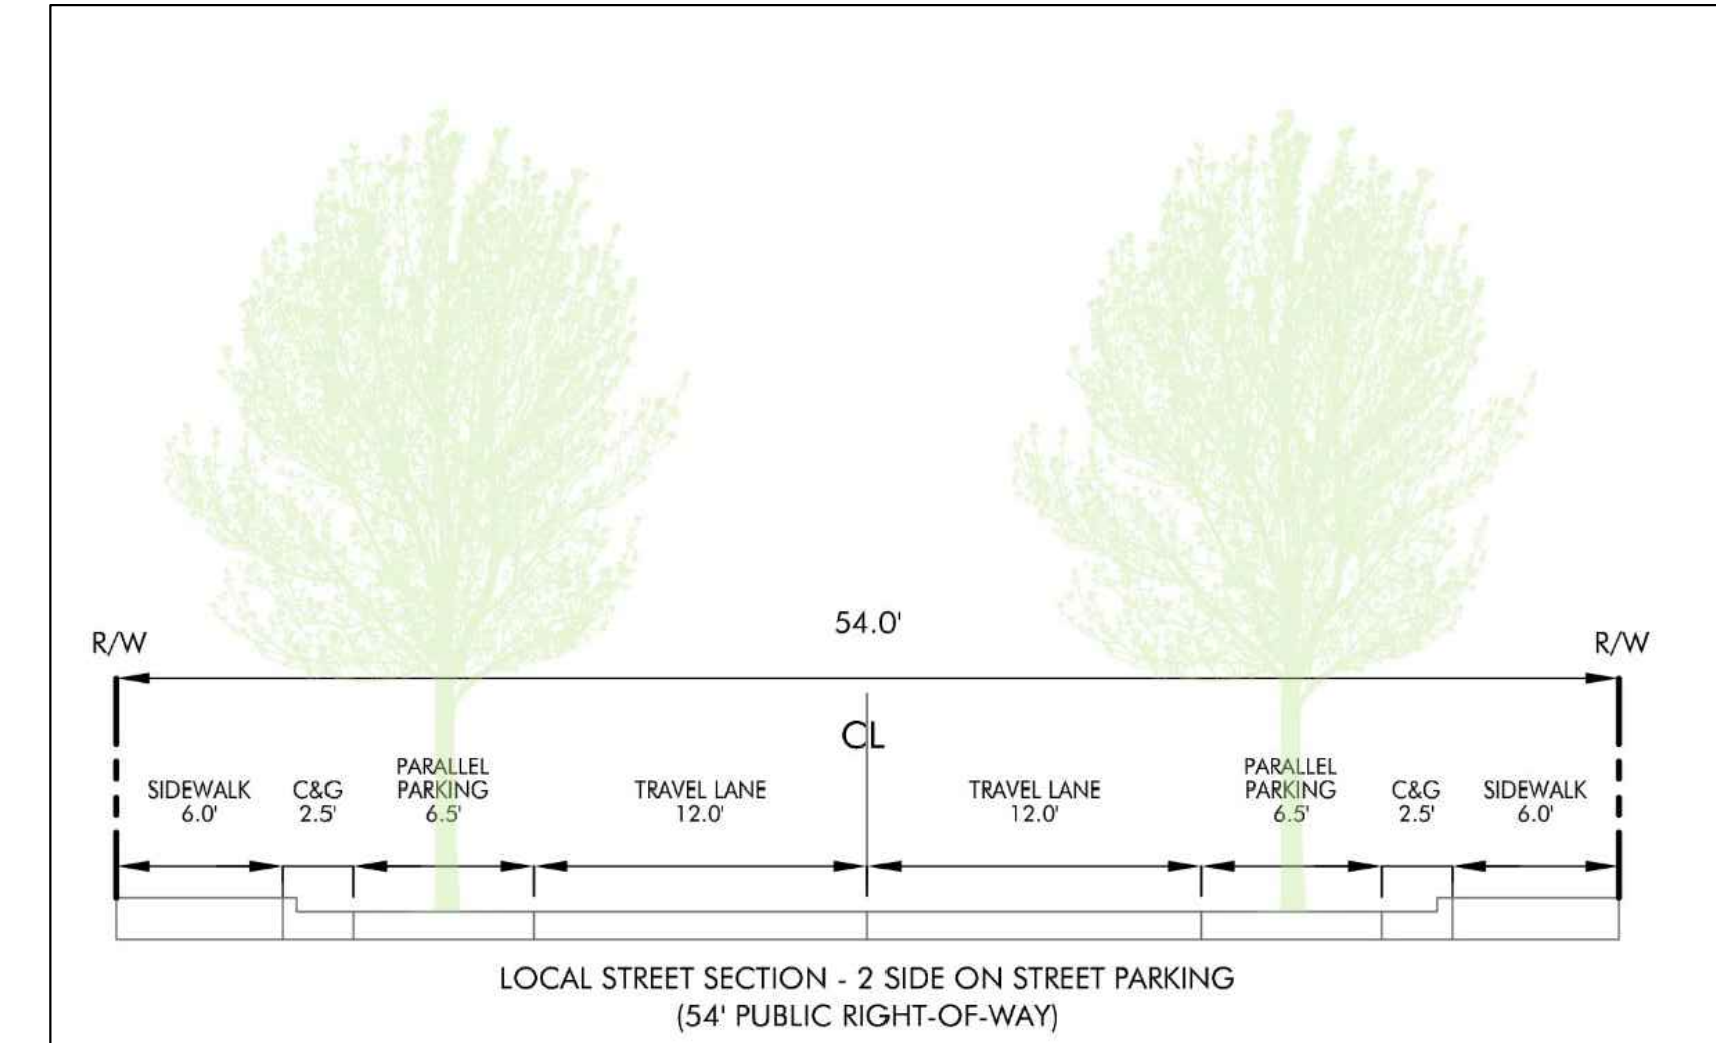 54.0'
R/W
R/W
CL
SIDEWALK
6.0'
C&G
2.5'
PARALLEL
PARKING
6.5'
TRAVEL LANE
12.0'
TRAVEL LANE
12.0'
PARALLEL
PARKING
6.5'
C&G
2.5'
SIDEWALK
6.0'
LOCAL STREET SECTION - 2 SIDE ON STREET PARKING
(54' PUBLIC RIGHT-OF-WAY)